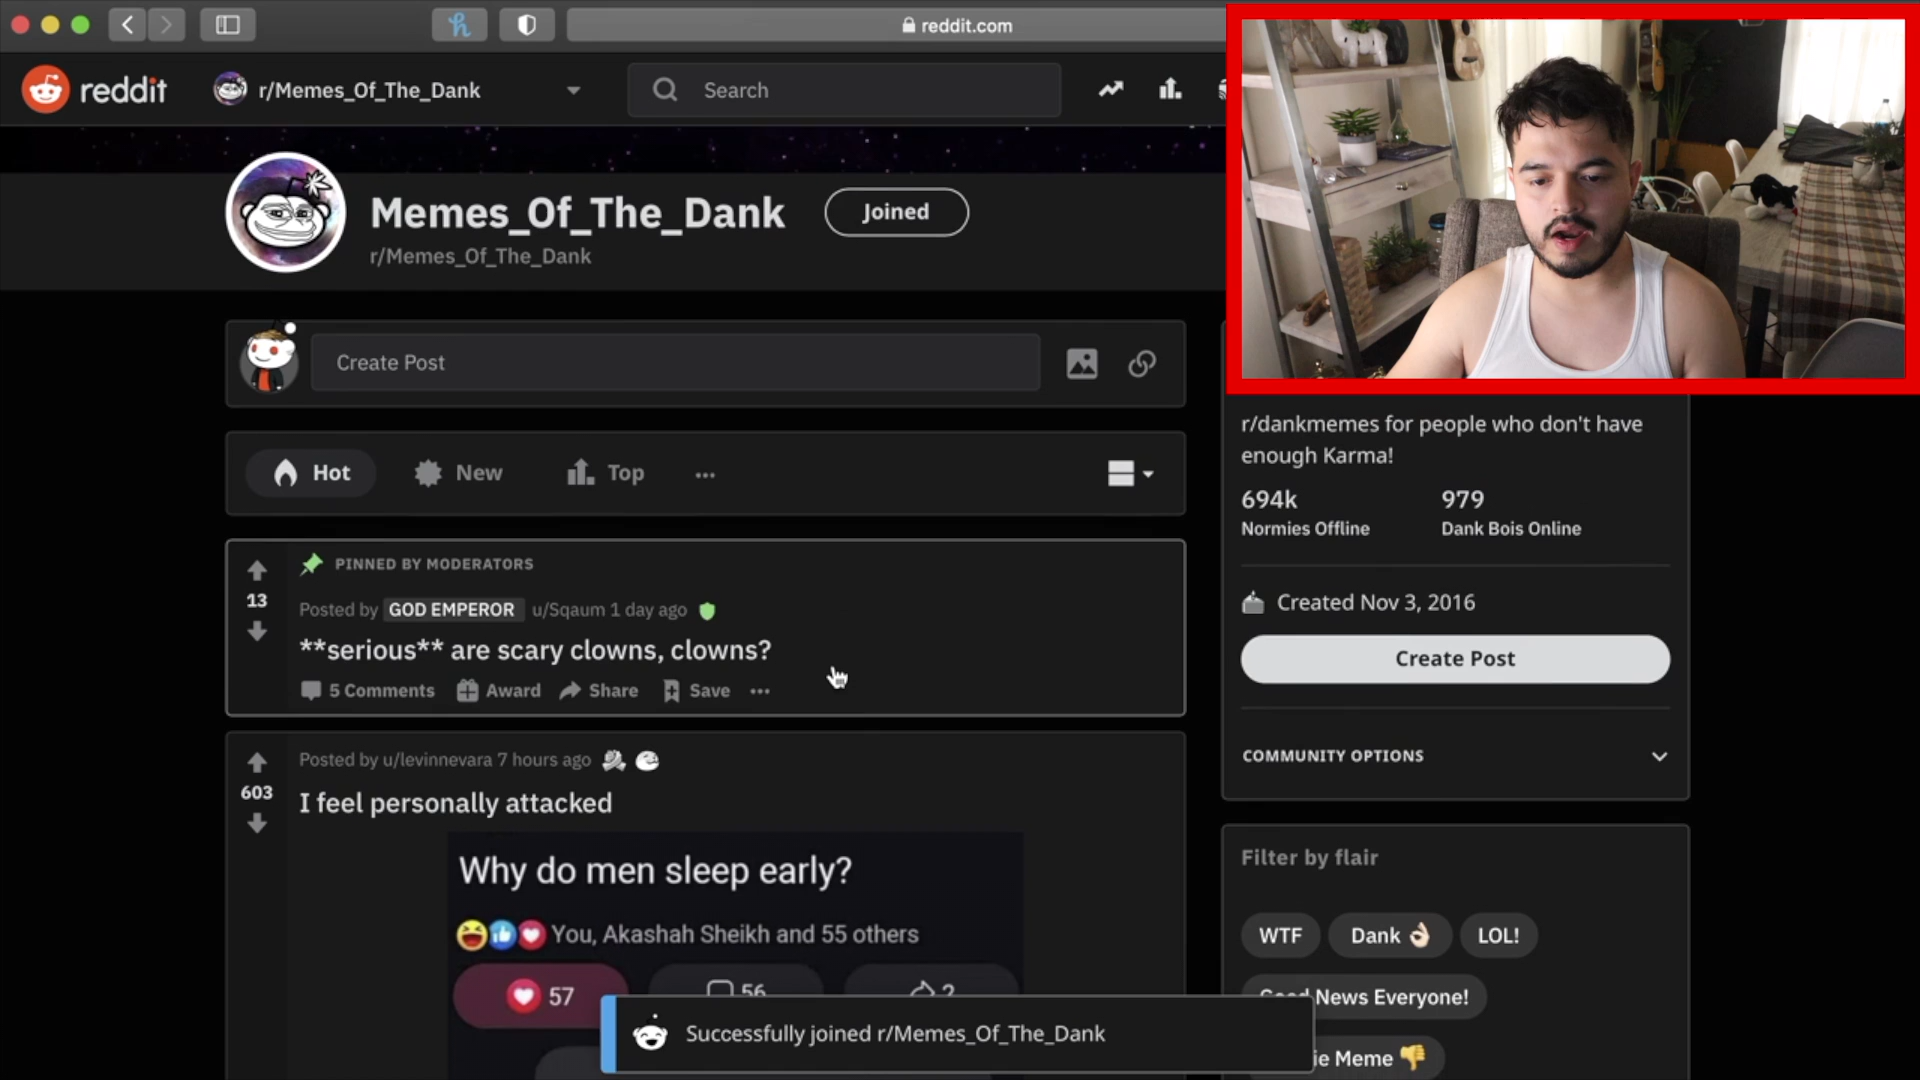 reddit.com
reddit
r/Memes_Of_The_Dank
Search
Memes_Of_The_Dank
Joined
r/Memes_Of_The_Dank
Create Post
Hot
New
Top
PINNED BY MODERATORS
13
Posted by GOD EMPEROR u/Sqaum 1 day ago
**serious** are scary clowns, clowns?
5 Comments
Award
Share
Save
Posted by u/levinnevara 7 hours ago
603
I feel personally attacked
Why do men sleep early?
You, Akashah Sheikh and 55 others
57
56
2
Successfully joined r/Memes_Of_The_Dank
r/dankmemes for people who don't have
enough Karma!
694k
979
Normies Offline
Dank Bois Online
Created Nov 3, 2016
Create Post
COMMUNITY OPTIONS
Filter by flair
WTF
Dank 👌🏻
LOL!
News Everyone!
Meme 👎